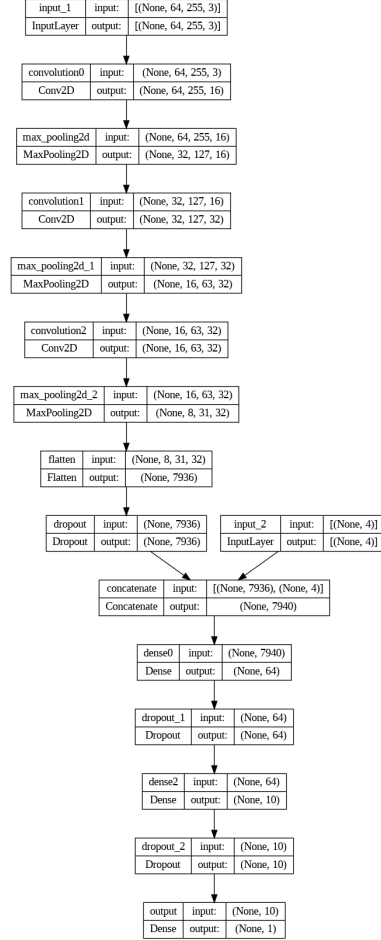 input_1 input: [(None, 64, 255, 3)]
InputLayer output: [(None, 64, 255, 3)]
convolution0 input: (None, 64, 255, 3)
Conv2D output: (None, 64, 255, 16)
max_pooling2d input: (None, 64, 255, 16)
MaxPooling2D output: (None, 32, 127, 16)
convolution1 input: (None, 32, 127, 16)
Conv2D output: (None, 32, 127, 32)
max_pooling2d_1 input: (None, 32, 127, 32)
MaxPooling2D output: (None, 16, 63, 32)
convolution2 input: (None, 16, 63, 32)
Conv2D output: (None, 16, 63, 32)
max_pooling2d_2 input: (None, 16, 63, 32)
MaxPooling2D output: (None, 8, 31, 32)
flatten input: (None, 8, 31, 32)
Flatten output: (None, 7936)
dropout input: (None, 7936)
Dropout output: (None, 7936)
input_2 input: [(None, 4)]
InputLayer output: [(None, 4)]
concatenate input: [(None, 7936), (None, 4)]
Concatenate output: (None, 7940)
dense0 input: (None, 7940)
Dense output: (None, 64)
dropout_1 input: (None, 64)
Dropout output: (None, 64)
dense2 input: (None, 64)
Dense output: (None, 10)
dropout_2 input: (None, 10)
Dropout output: (None, 10)
output input: (None, 10)
Dense output: (None, 1)